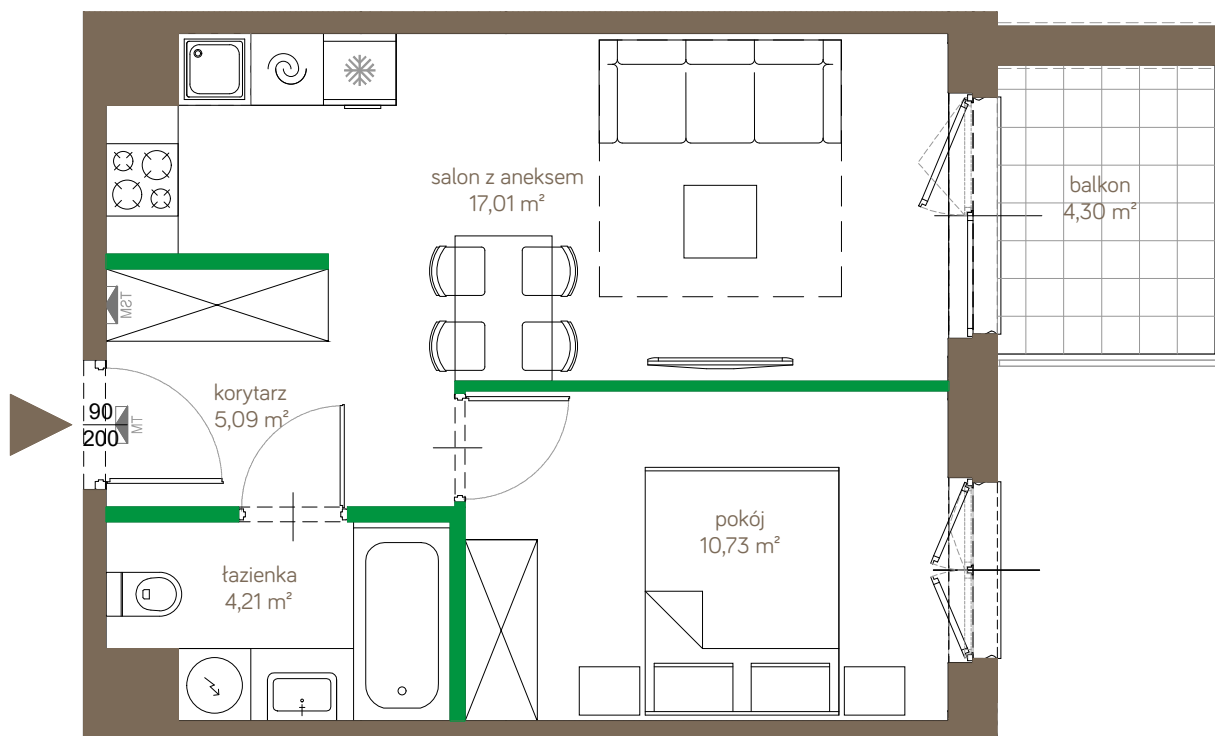 salon z aneksem
17,01 m²
balkon
4,30 m²
TSM
korytarz
5,09 m²
90
200
MT
pokój
10,73 m²
łazienka
4,21 m²